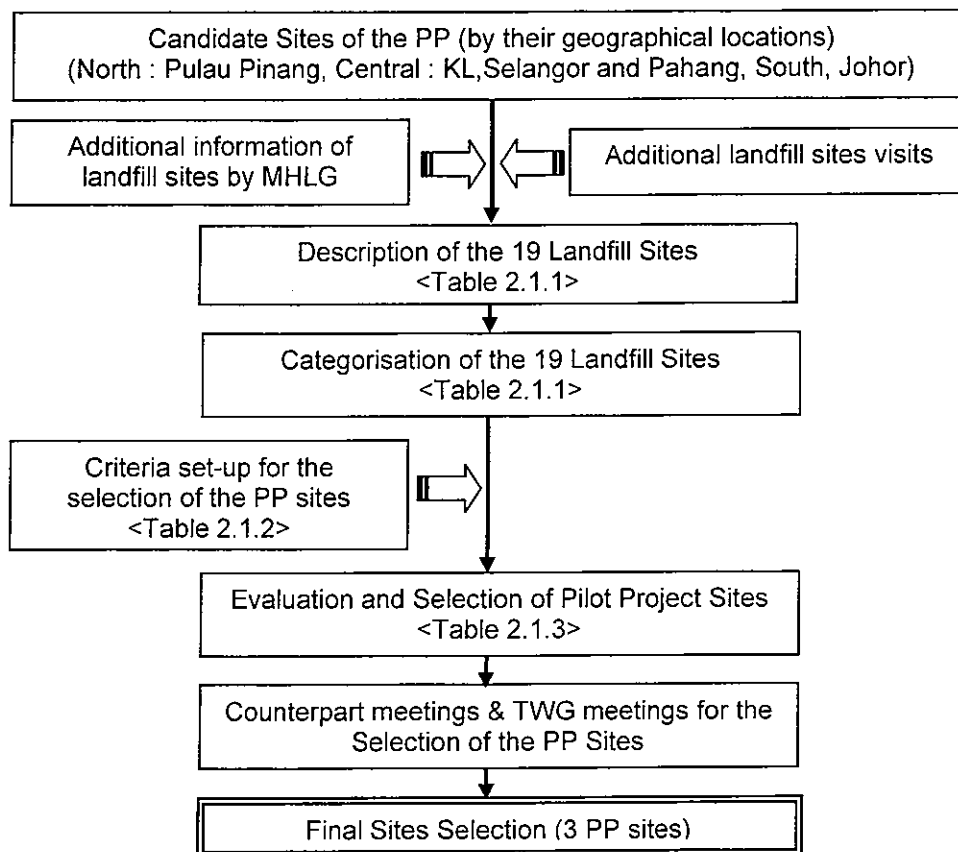 Candidate Sites of the PP (by their geographical locations)
(North : Pulau Pinang, Central : KL,Selangor and Pahang, South, Johor)
Additional information of
landfill sites by MHLG
Additional landfill sites visits
Description of the 19 Landfill Sites
<Table 2.1.1>
Categorisation of the 19 Landfill Sites
<Table 2.1.1>
Criteria set-up for the
selection of the PP sites
<Table 2.1.2>
Evaluation and Selection of Pilot Project Sites
<Table 2.1.3>
Counterpart meetings & TWG meetings for the
Selection of the PP Sites
Final Sites Selection (3 PP sites)